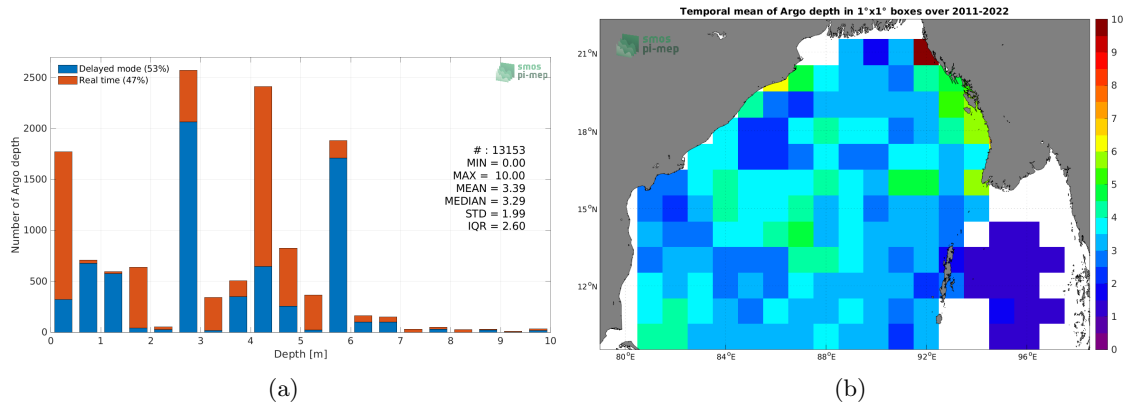 Delayed mode (53%)
Real time (47%)
smos
pi-mep
Number of Argo depth
2500
2000
1500
1000
500
0
# : 13153
MIN = 0.00
MAX = 10.00
MEAN = 3.39
MEDIAN = 3.29
STD = 1.99
IQR = 2.60
0 1 2 3 4 5 6 7 8 9 10
Depth [m]
(a)
Temporal mean of Argo depth in 1°x1° boxes over 2011-2022
smos
pi-mep
21°N
18°N
15°N
12°N
80°E 84°E 88°E 92°E 96°E
10
9
8
7
6
5
4
3
2
1
0
(b)